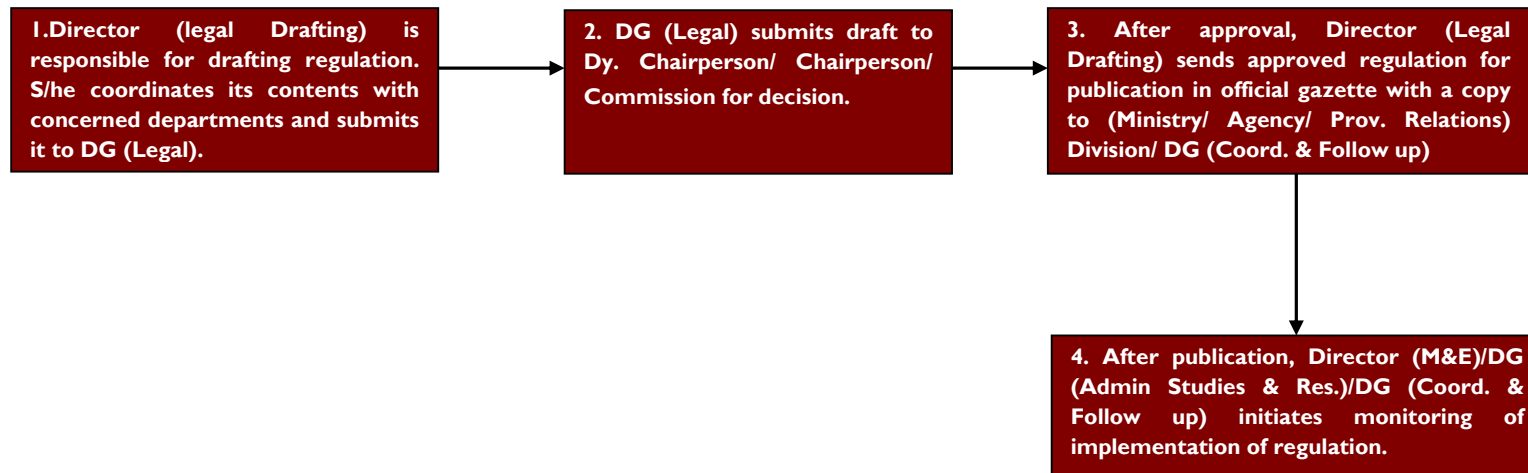 1.Director (legal Drafting) is
responsible for drafting regulation.
S/he coordinates its contents with
concerned departments and submits
it to DG (Legal).
2. DG (Legal) submits draft to
Dy. Chairperson/ Chairperson/
Commission for decision.
3. After approval, Director (Legal
Drafting) sends approved regulation for
publication in official gazette with a copy
to (Ministry/ Agency/ Prov. Relations)
Division/ DG (Coord. & Follow up)
4. After publication, Director (M&E)/DG
(Admin Studies & Res.)/DG (Coord. &
Follow up) initiates monitoring of
implementation of regulation.